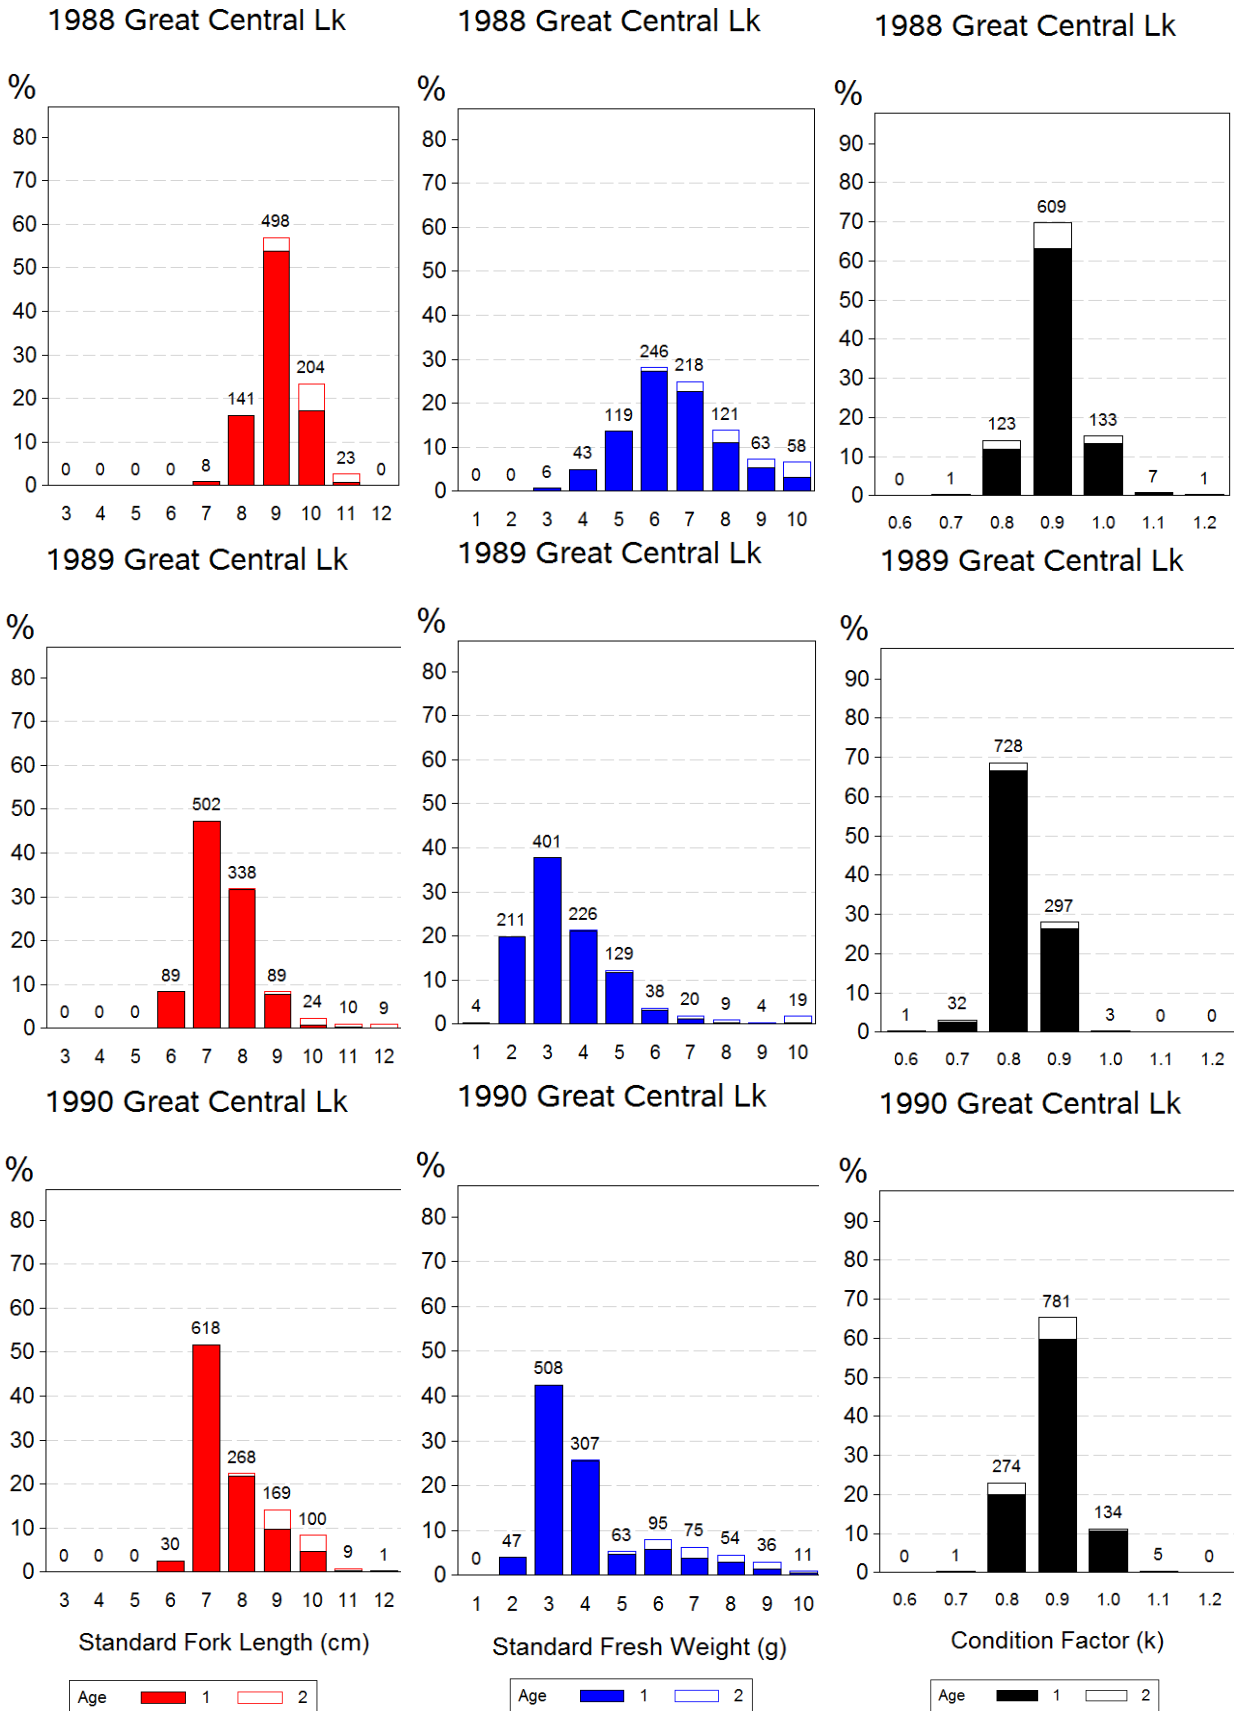 1988 Great Central Lk
1988 Great Central Lk
1988 Great Central Lk
%
80
70
60
50
40
30
20
10
0
0 0 0 0 8 141 498 204 23 0
3 4 5 6 7 8 9 10 11 12
%
80
70
60
50
40
30
20
10
0
0 0 6 43 119 246 218 121 63 58
1 2 3 4 5 6 7 8 9 10
%
90
80
70
60
50
40
30
20
10
0
0 1 123 609 133 7 1
0.6 0.7 0.8 0.9 1.0 1.1 1.2
1989 Great Central Lk
1989 Great Central Lk
1989 Great Central Lk
%
80
70
60
50
40
30
20
10
0
0 0 0 89 502 338 89 24 10 9
3 4 5 6 7 8 9 10 11 12
%
80
70
60
50
40
30
20
10
0
4 211 401 226 129 38 20 9 4 19
1 2 3 4 5 6 7 8 9 10
%
90
80
70
60
50
40
30
20
10
0
1 32 728 297 3 0 0
0.6 0.7 0.8 0.9 1.0 1.1 1.2
1990 Great Central Lk
1990 Great Central Lk
1990 Great Central Lk
%
80
70
60
50
40
30
20
10
0
0 0 0 30 618 268 169 100 9 1
3 4 5 6 7 8 9 10 11 12
Standard Fork Length (cm)
Age 1 2
%
80
70
60
50
40
30
20
10
0
0 47 508 307 63 95 75 54 36 11
1 2 3 4 5 6 7 8 9 10
Standard Fresh Weight (g)
Age 1 2
%
90
80
70
60
50
40
30
20
10
0
0 1 274 781 134 5 0
0.6 0.7 0.8 0.9 1.0 1.1 1.2
Condition Factor (k)
Age 1 2